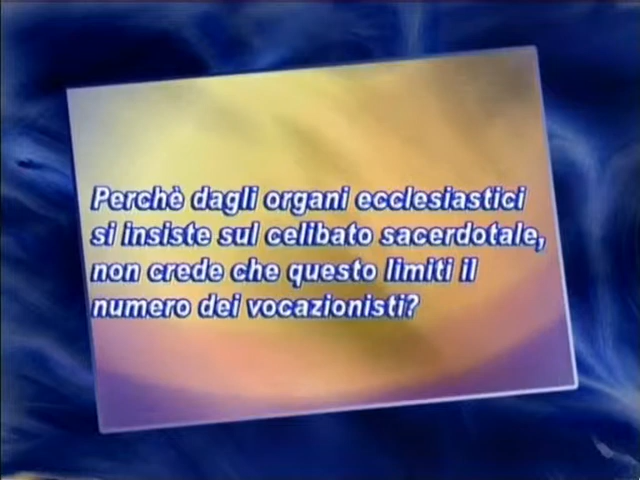 Perchè dagli organi ecclesiastici
si insiste sul celibato sacerdotale,
non crede che questo limiti il
numero dei vocazionisti?